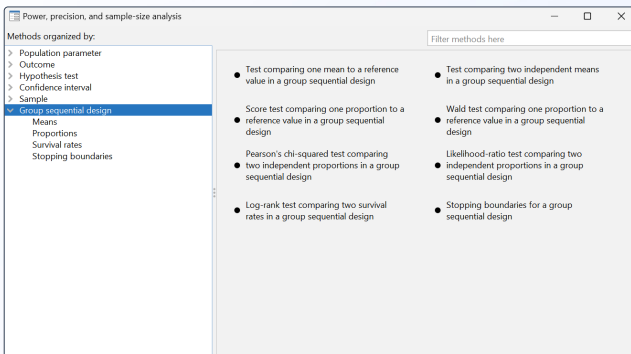 Power, precision, and sample-size analysis
Methods organized by:
Filter methods here
Population parameter
Outcome
Hypothesis test
Confidence interval
Sample
Group sequential design
Means
Proportions
Survival rates
Stopping boundaries
Test comparing one mean to a reference
value in a group sequential design
Test comparing two independent means
in a group sequential design
Score test comparing one proportion to a
reference value in a group sequential
design
Wald test comparing one proportion to a
reference value in a group sequential
design
Pearson's chi-squared test comparing
two independent proportions in a group
sequential design
Likelihood-ratio test comparing two
independent proportions in a group
sequential design
Log-rank test comparing two survival
rates in a group sequential design
Stopping boundaries for a group
sequential design